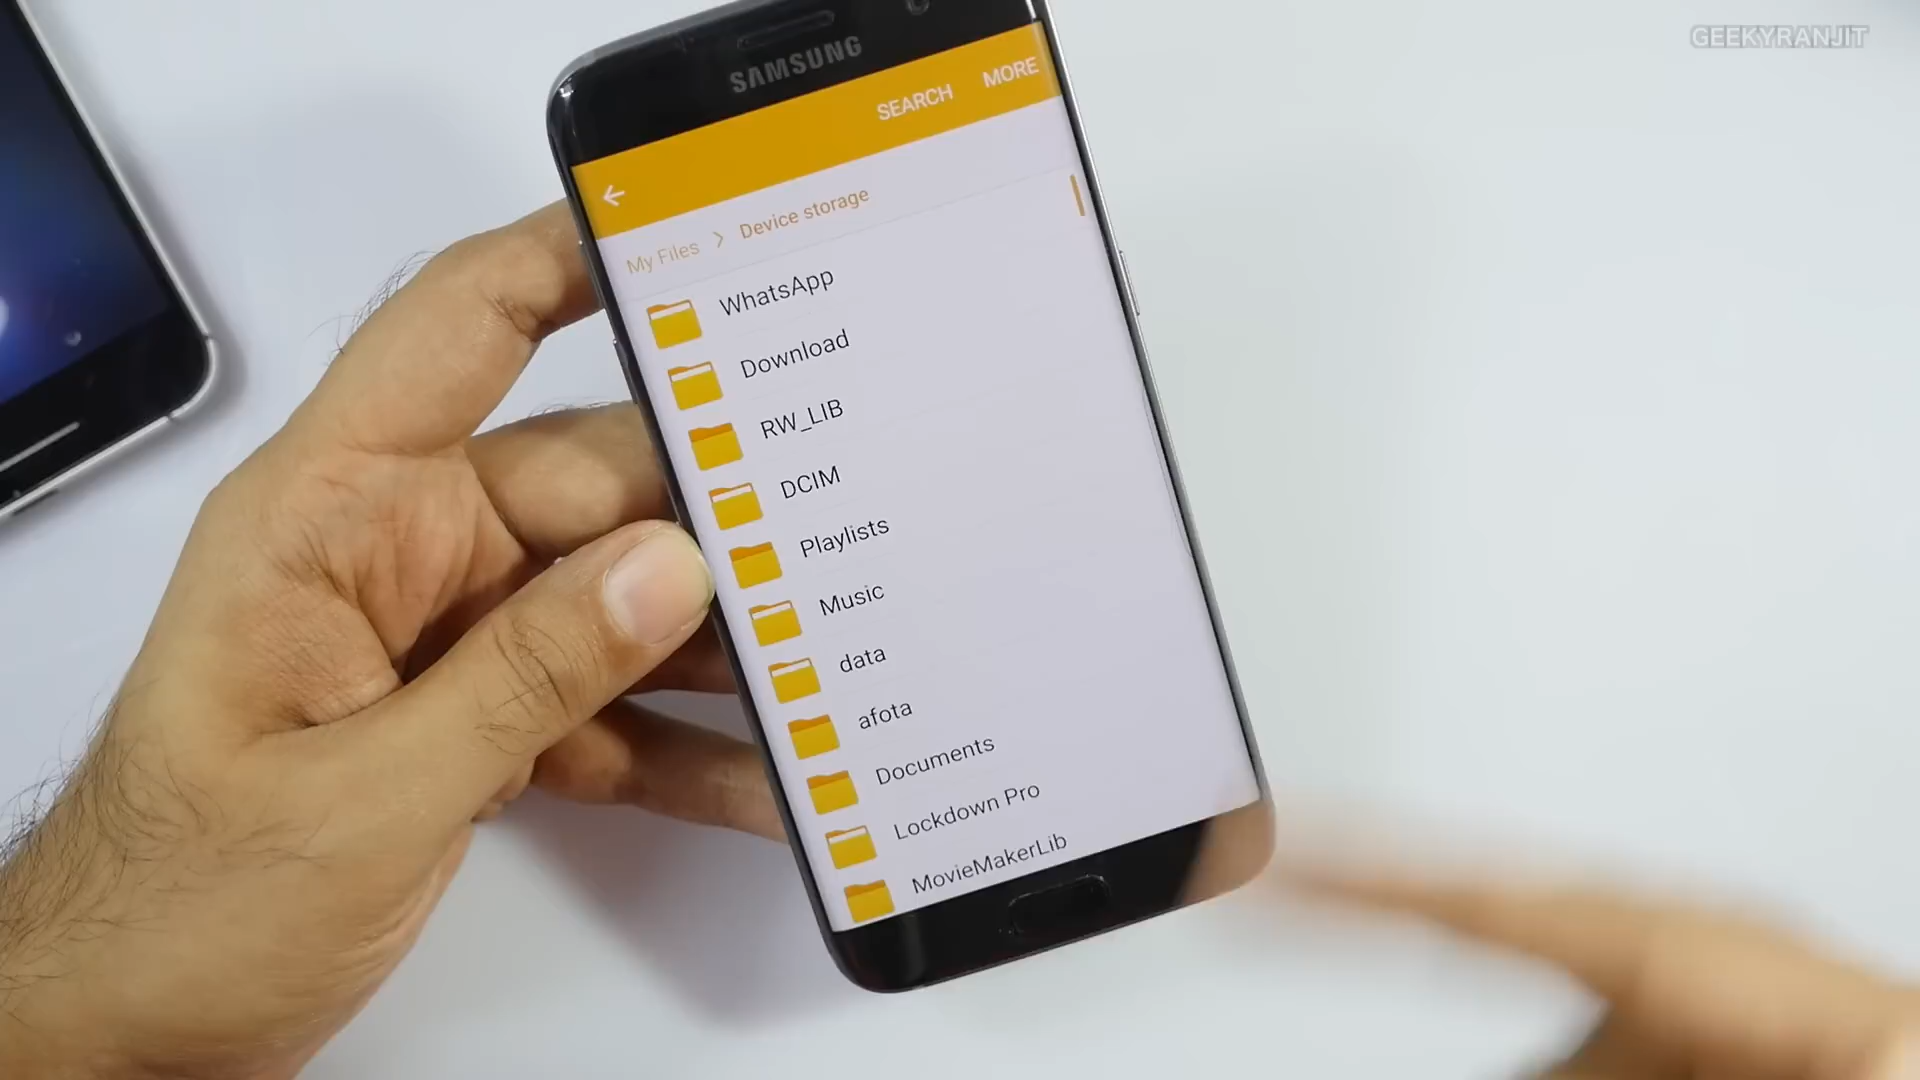 GEEKYRANJIT
SAMSUNG
SEARCH MORE
My Files > Device storage
WhatsApp
Download
RW_LIB
DCIM
Playlists
Music
data
afota
Documents
Lockdown Pro
MovieMakerLib